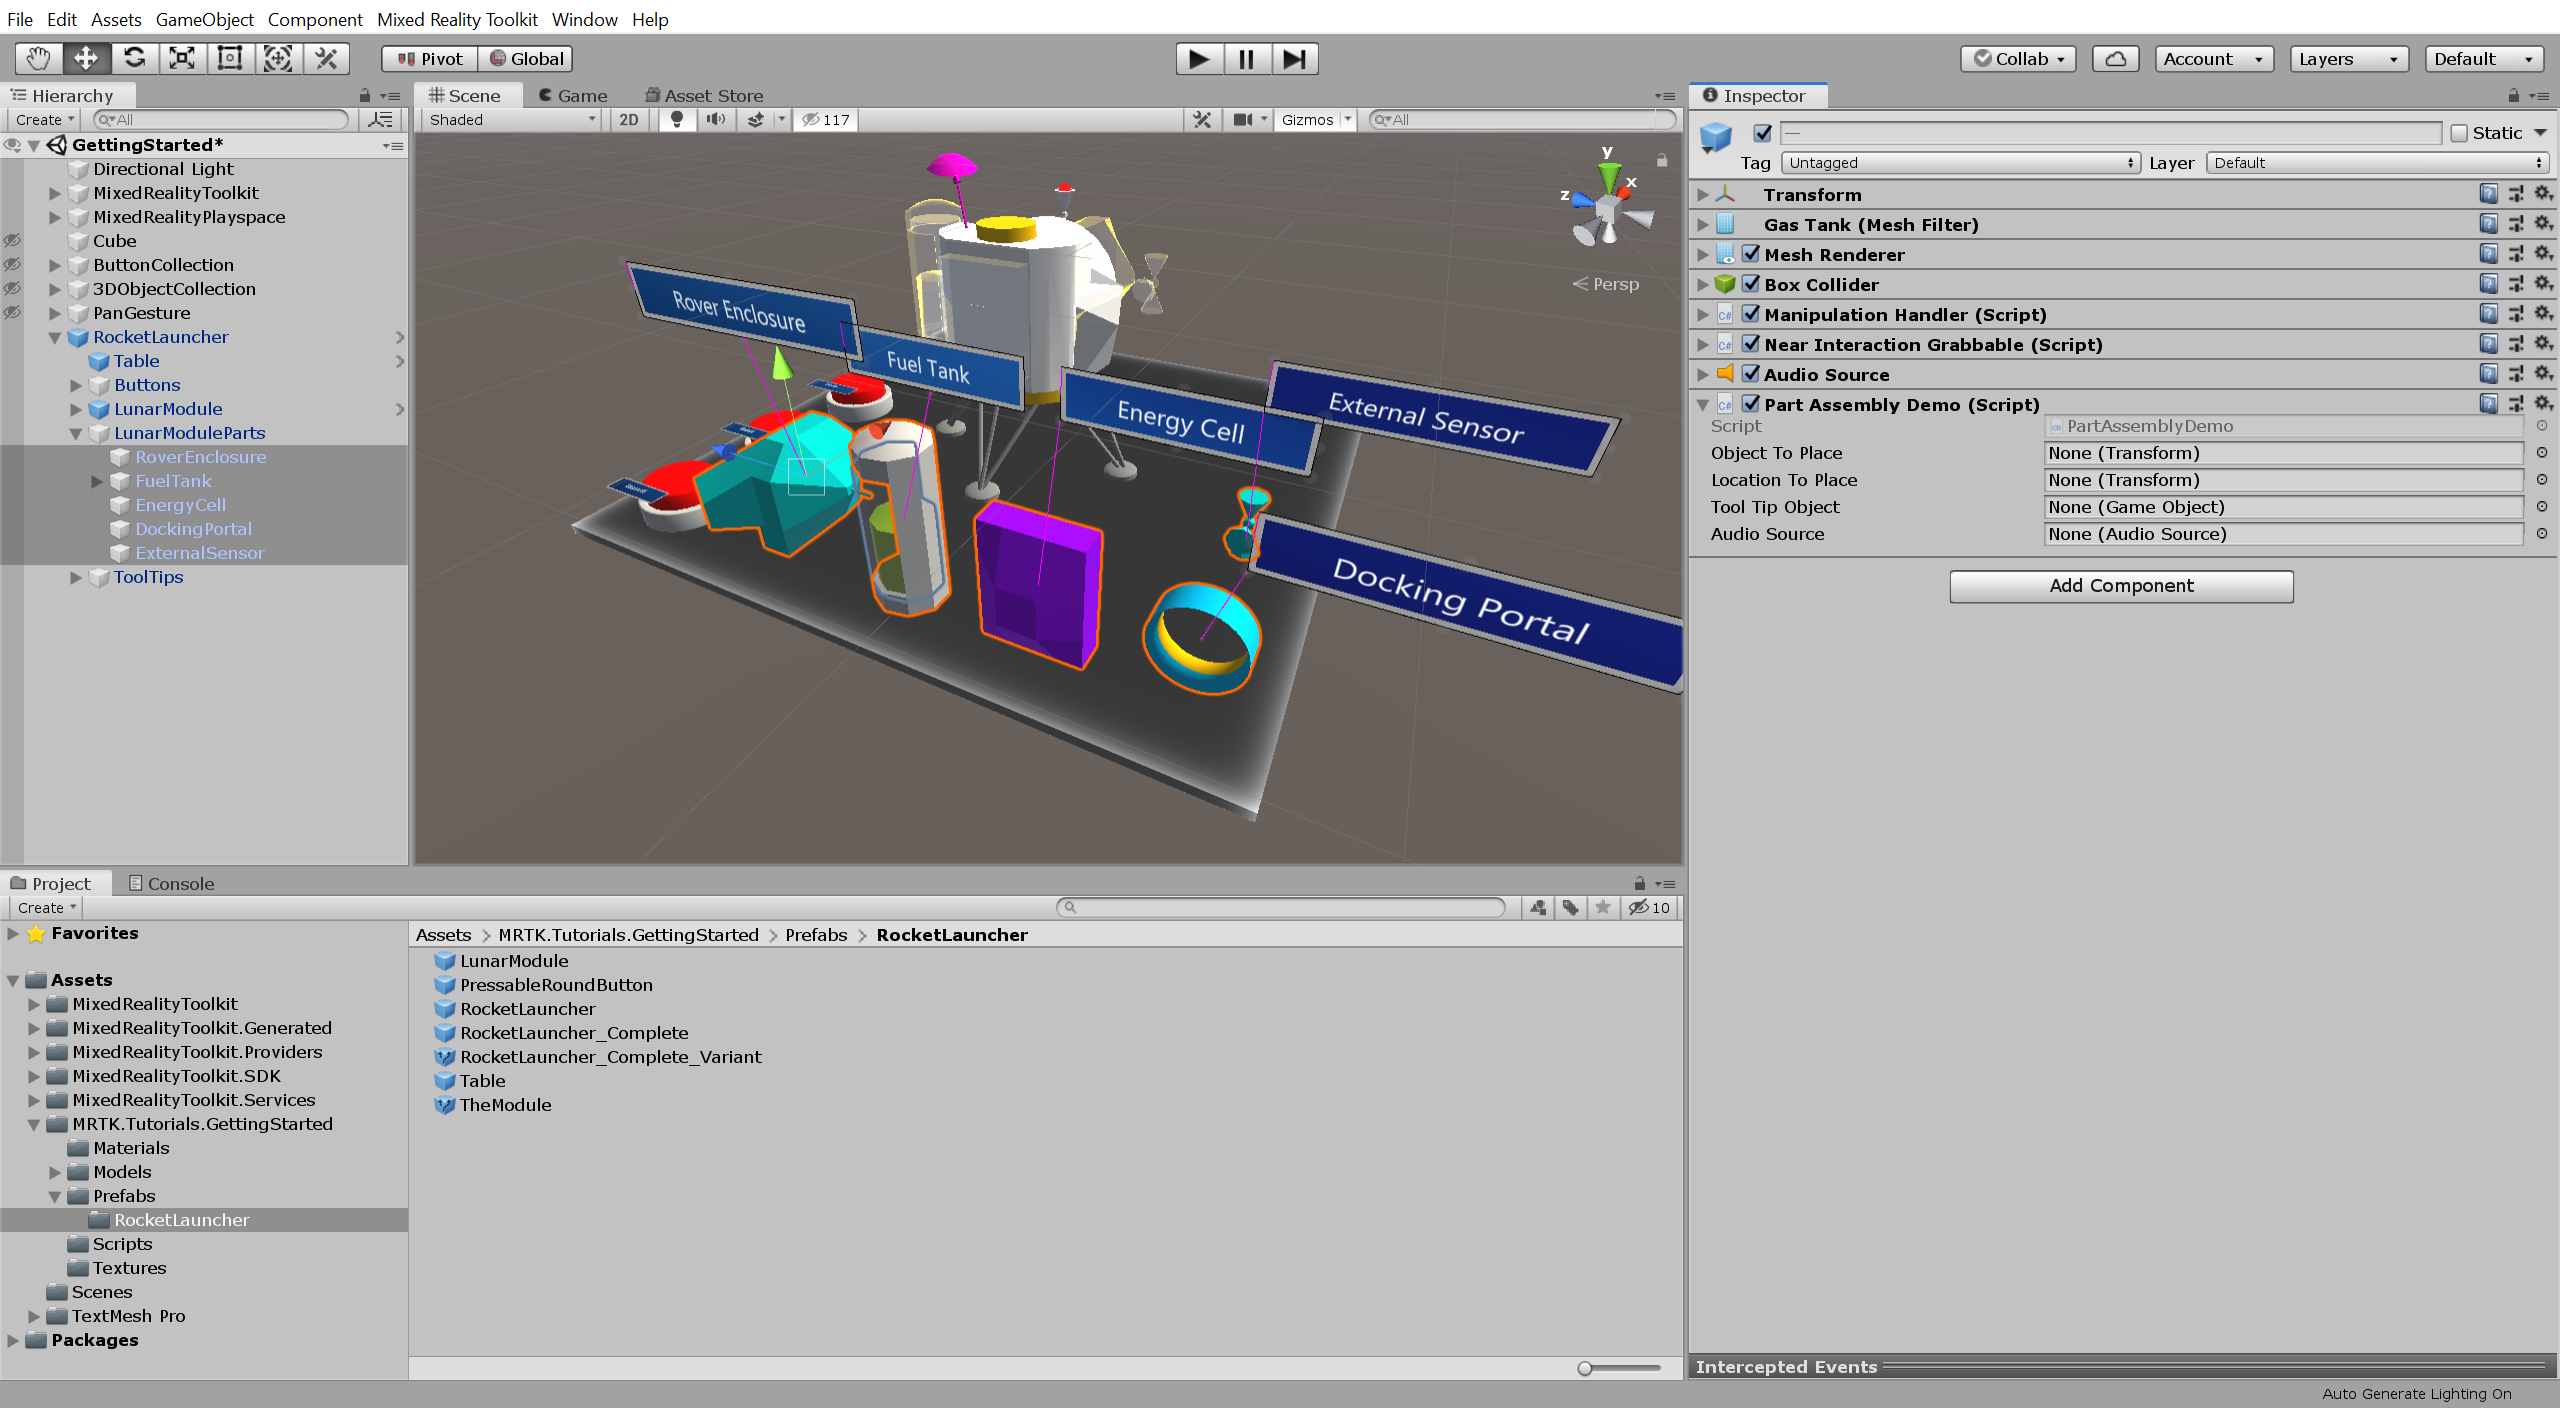 File Edit Assets GameObject Component Mixed Reality Toolkit Window Help
Pivot Global
Collab Account Layers Default
Hierarchy
Create All
GettingStarted*
Directional Light
MixedRealityToolkit
MixedRealityPlayspace
Cube
ButtonCollection
3DObjectCollection
PanGesture
RocketLauncher
Table
Buttons
LunarModule
LunarModuleParts
RoverEnclosure
FuelTank
EnergyCell
DockingPortal
ExternalSensor
ToolTips
Scene Game Asset Store
Shaded 2D 117 Gizmos All
y
x
z
Persp
Rover Enclosure
Fuel Tank
Energy Cell
External Sensor
Docking Portal
Inspector
— Static
Tag Untagged Layer Default
Transform
Gas Tank (Mesh Filter)
Mesh Renderer
Box Collider
Manipulation Handler (Script)
Near Interaction Grabbable (Script)
Audio Source
Part Assembly Demo (Script)
Script PartAssemblyDemo
Object To Place None (Transform)
Location To Place None (Transform)
Tool Tip Object None (Game Object)
Audio Source None (Audio Source)
Add Component
Project Console
Create 10
Favorites
Assets
MixedRealityToolkit
MixedRealityToolkit.Generated
MixedRealityToolkit.Providers
MixedRealityToolkit.SDK
MixedRealityToolkit.Services
MRTK.Tutorials.GettingStarted
Materials
Models
Prefabs
RocketLauncher
Scripts
Textures
Scenes
TextMesh Pro
Packages
Assets > MRTK.Tutorials.GettingStarted > Prefabs > RocketLauncher
LunarModule
PressableRoundButton
RocketLauncher
RocketLauncher_Complete
RocketLauncher_Complete_Variant
Table
TheModule
Intercepted Events
Auto Generate Lighting On